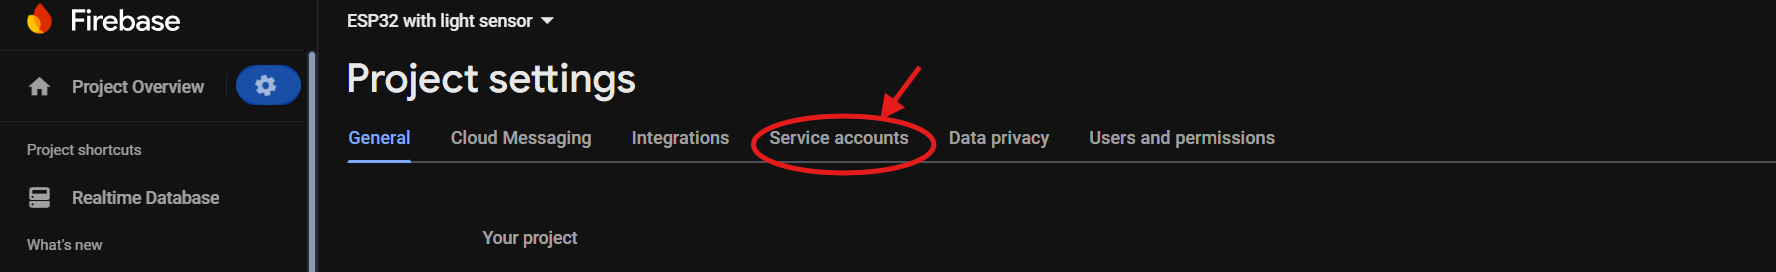 Firebase
ESP32 with light sensor
Project settings
Project Overview
General Cloud Messaging Integrations Service accounts Data privacy Users and permissions
Project shortcuts
Realtime Database
What's new
Your project